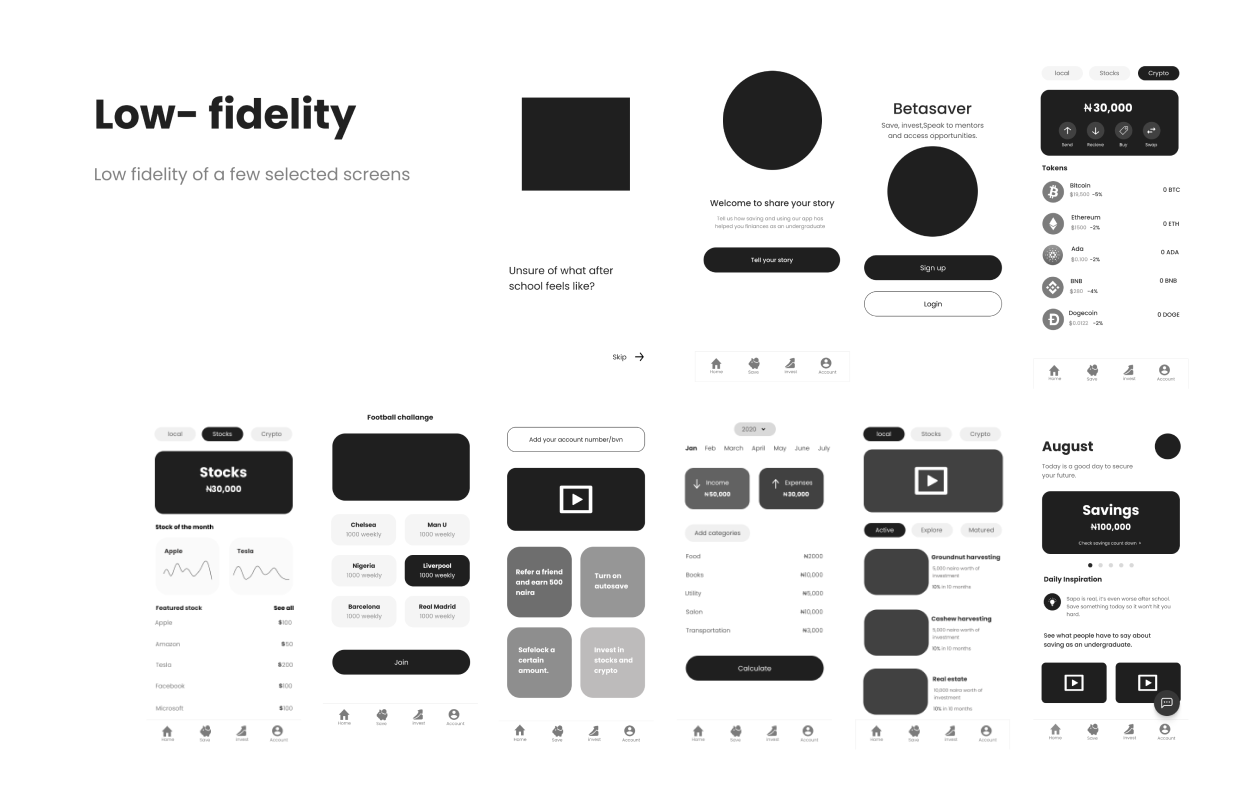 Low- fidelity
Low fidelity of a few selected screens
Unsure of what after
school feels like?
Skip
Welcome to share your story
Tell us how saving and using our app has
helped you finiances as an undergraduate
Tell your story
Home Save Invest Account
Betasaver
Save, invest,Speak to mentors
and access opportunities.
Sign up
Login
local Stocks Crypto
₦30,000
Send Recieve Buy Swap
Tokens
Bitcoin
$19,000 -5%
0 BTC
Ethereum
$1500 -2%
0 ETH
Ada
$0.100 -2%
0 ADA
BNB
$280 -4%
0 BNB
Dogecoin
$0.0122 -2%
0 DOGE
Home Save Invest Account
local Stocks Crypto
Stocks
₦30,000
Stock of the month
Apple Tesla
Featured stock See all
Apple $100
Amazon $50
Tesla $200
Facebook $100
Microsoft $100
Home Save Invest Account
Football challange
Chelsea
1000 weekly
Man U
1000 weekly
Nigeria
1000 weekly
Liverpool
1000 weekly
Barcelona
1000 weekly
Real Madrid
1000 weekly
Join
Home Save Invest Account
Add your account number/bvn
Refer a friend
and earn 500
naira
Turn on
autosave
Safelock a
certain
amount.
Invest in
stocks and
crypto
Home Save Invest Account
2020
Jan Feb March April May June July
Income
₦50,000
Expenses
₦30,000
Add categories
Food ₦2000
Books ₦10,000
Utility ₦5,000
Salon ₦10,000
Transportation ₦3,000
Calculate
Home Save Invest Account
local Stocks Crypto
Active Explore Matured
Groundnut harvesting
5,000 naira worth of
investment
10% in 10 months
Cashew harvesting
5,000 naira worth of
investment
10% in 10 months
Real estate
10,000 naira worth of
investment
10% in 10 months
Home Save Invest Account
August
Today is a good day to secure
your future.
Savings
₦100,000
Check savings count down
Daily Inspiration
Sapa is real, it's even worse after school.
Save something today so it won't hit you
hard.
See what people have to say about
saving as an undergraduate.
Home Save Invest Account